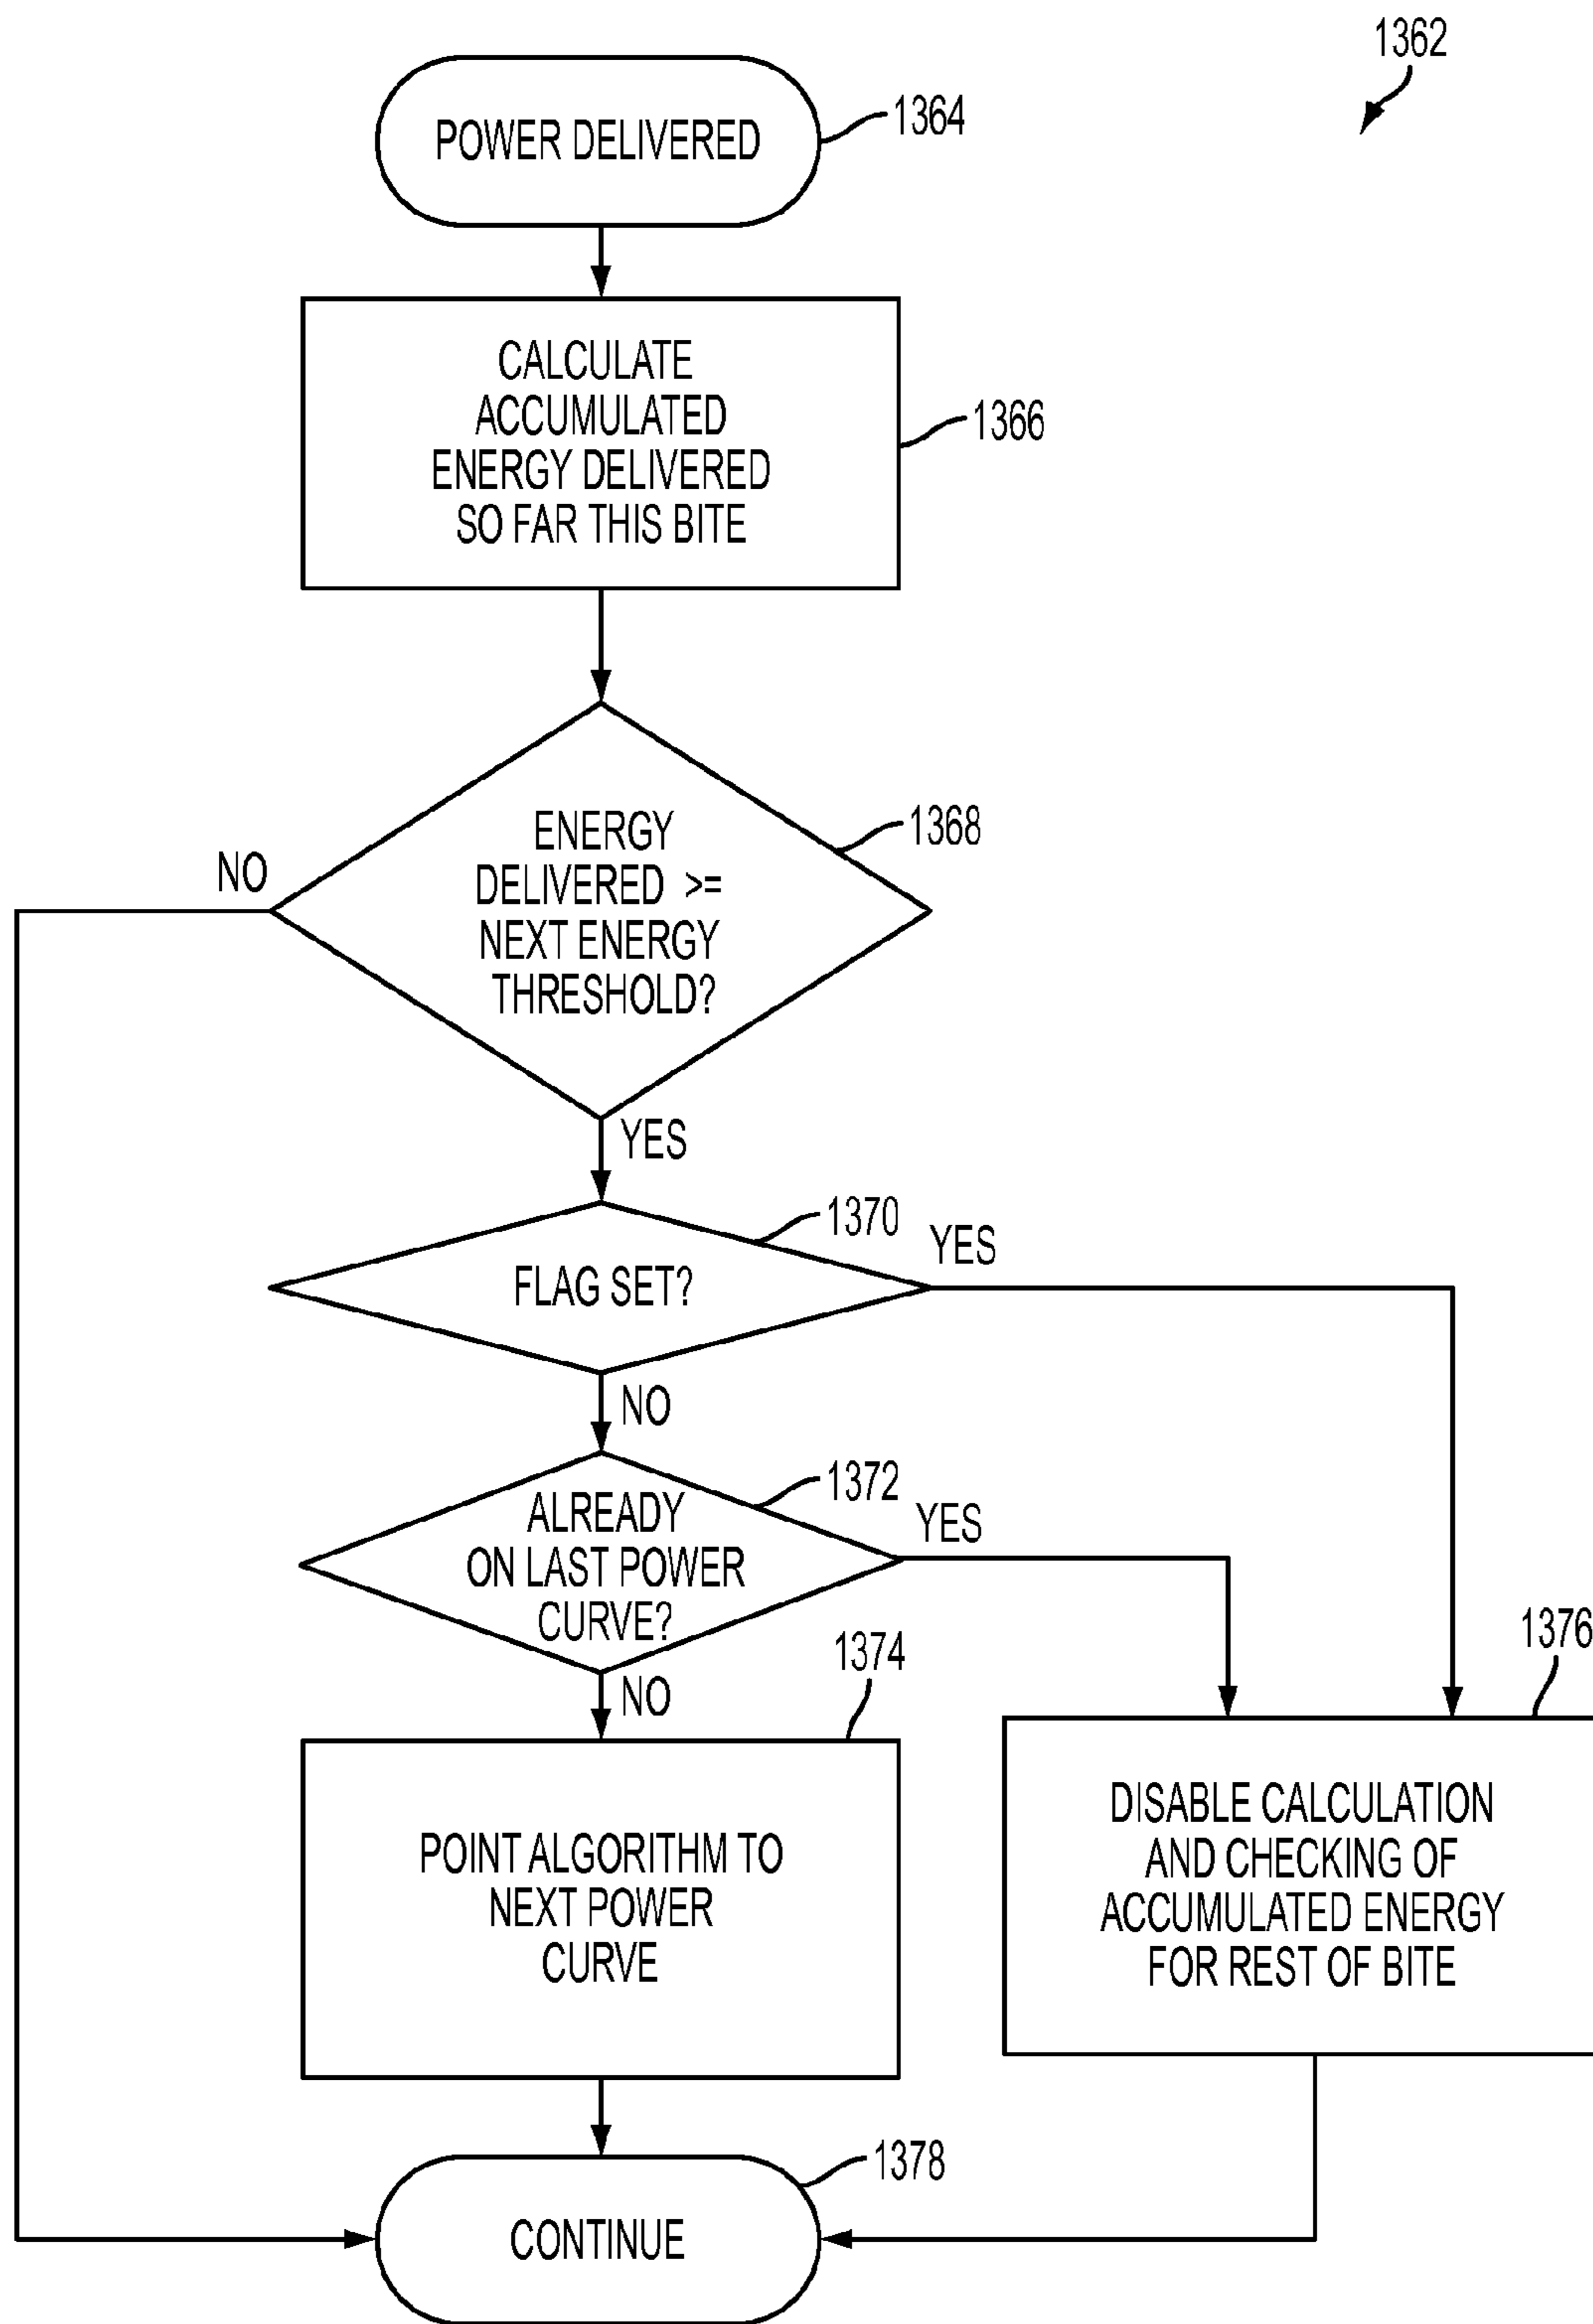 1362
POWER DELIVERED
1364
CALCULATE
ACCUMULATED
ENERGY DELIVERED
SO FAR THIS BITE
1366
ENERGY
DELIVERED >=
NEXT ENERGY
THRESHOLD?
1368
NO
YES
FLAG SET?
1370
YES
NO
ALREADY
ON LAST POWER
CURVE?
1372
YES
NO
1374
POINT ALGORITHM TO
NEXT POWER
CURVE
1376
DISABLE CALCULATION
AND CHECKING OF
ACCUMULATED ENERGY
FOR REST OF BITE
CONTINUE
1378